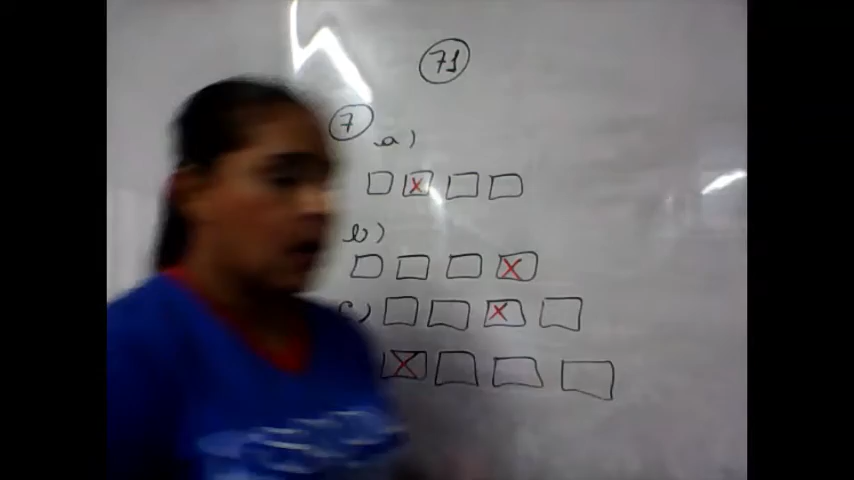 71
7 a)
☐ ☒ ☐ ☐
b)
☐ ☐ ☐ ☒
c) ☐ ☐ ☒ ☐
☒ ☐ ☐ ☐